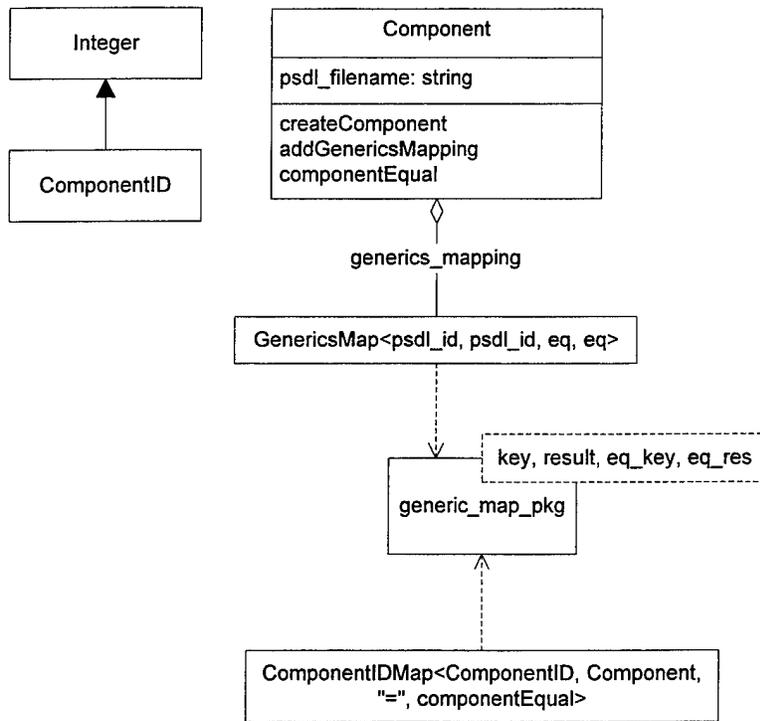 Integer
Component
psdl_filename: string
createComponent
addGenericsMapping
componentEqual
ComponentID
generics_mapping
GenericsMap<psdl_id, psdl_id, eq, eq>
key, result, eq_key, eq_res
generic_map_pkg
ComponentIDMap<ComponentID, Component,
"=", componentEqual>